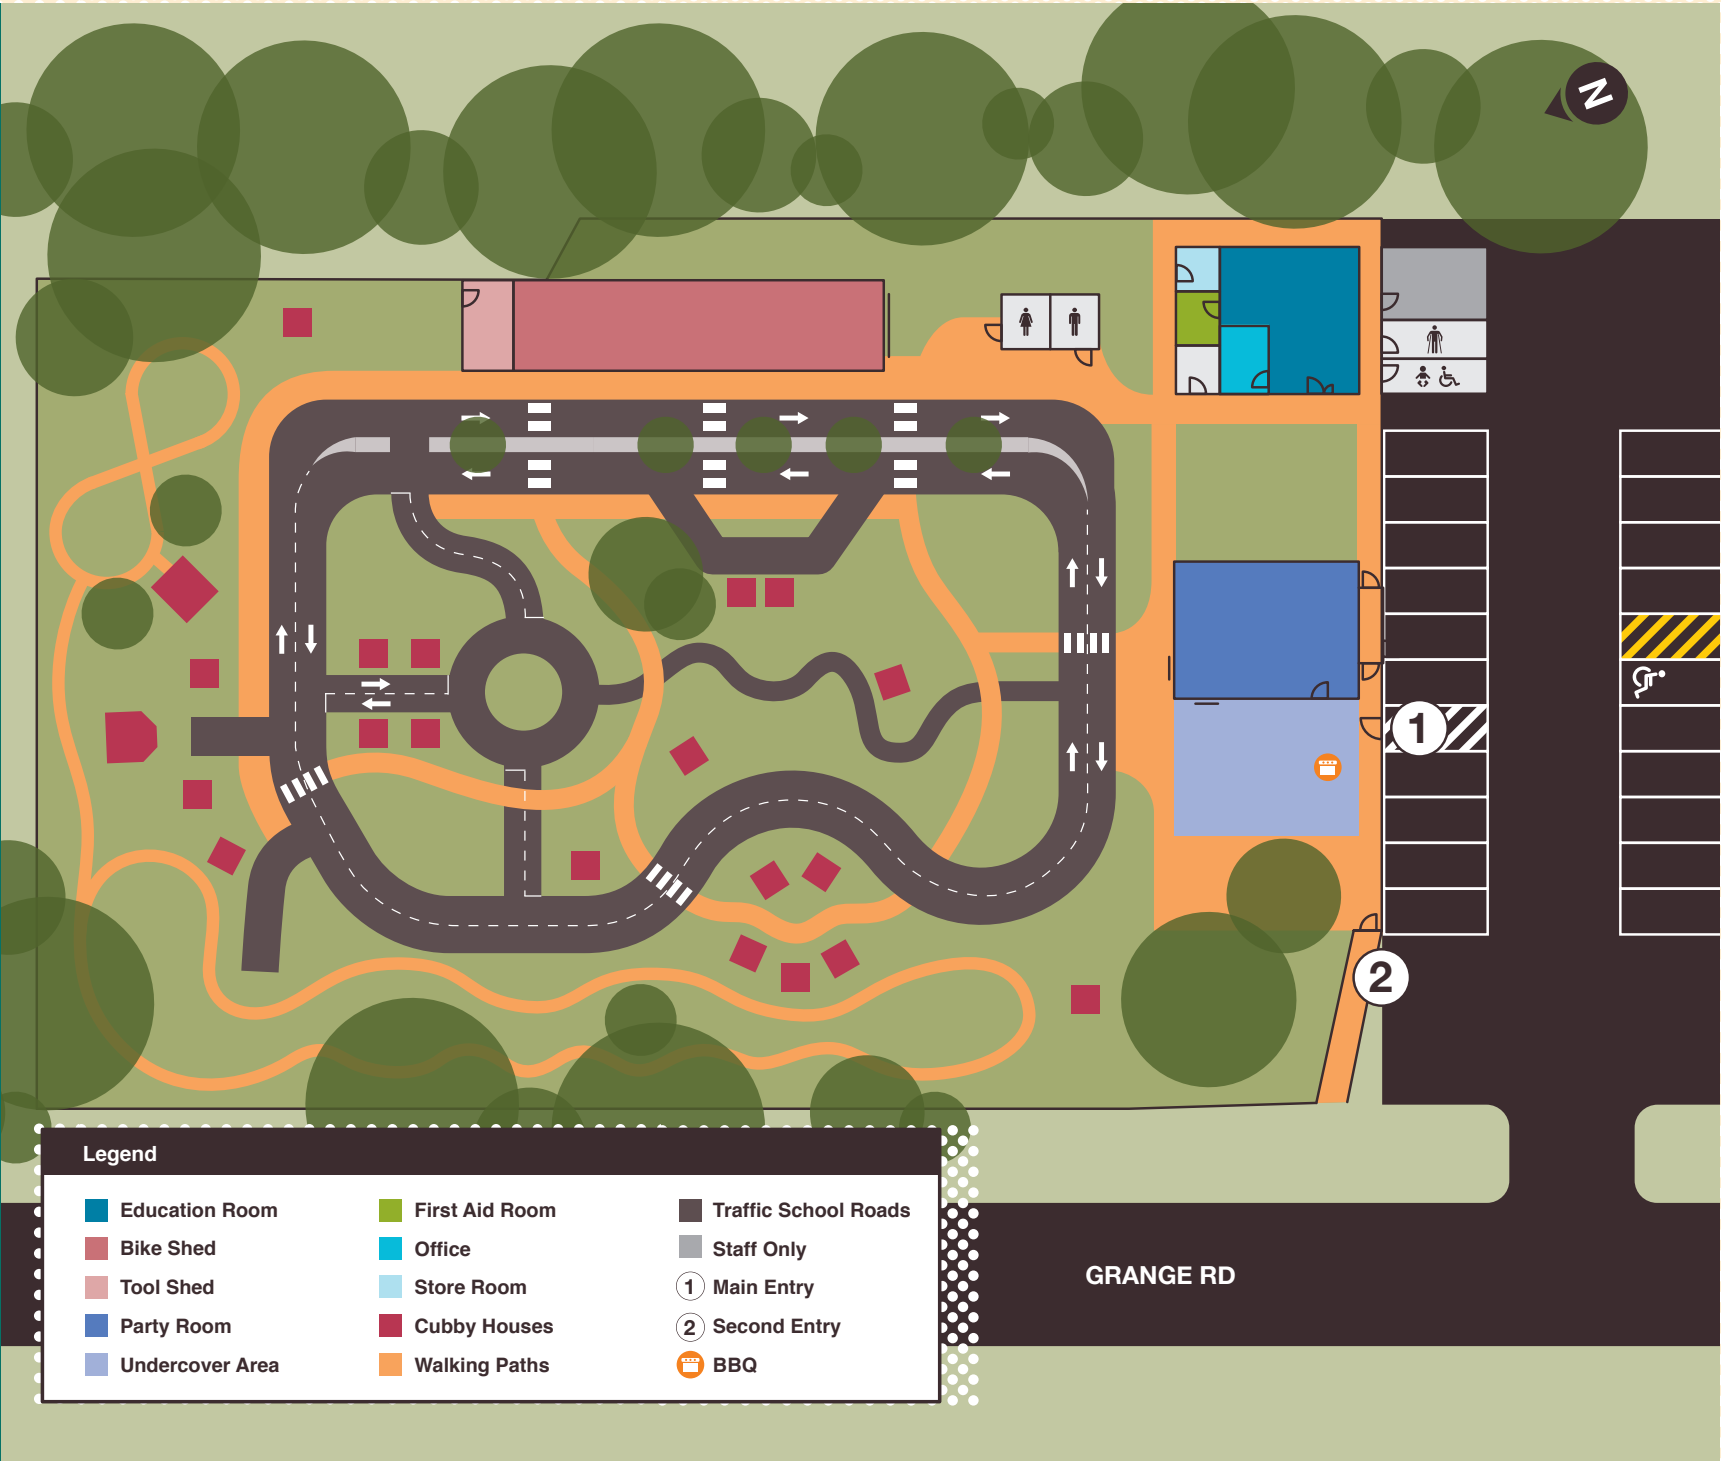 N
1
2
Legend
Education Room
Bike Shed
Tool Shed
Party Room
Undercover Area
First Aid Room
Office
Store Room
Cubby Houses
Walking Paths
Traffic School Roads
Staff Only
1 Main Entry
2 Second Entry
BBQ
GRANGE RD